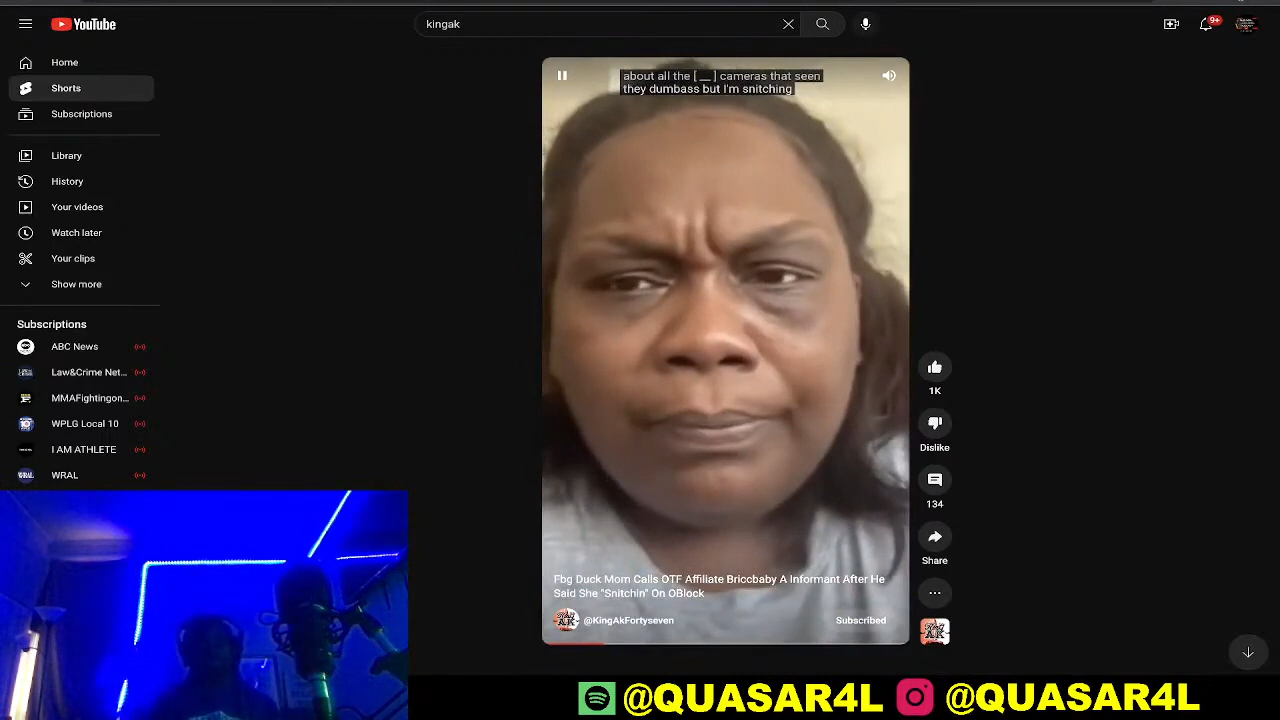 YouTube
kingak
9+
Home
Shorts
Subscriptions
Library
History
Your videos
Watch later
Your clips
Show more
Subscriptions
ABC News
Law&Crime Net...
MMAFightingon...
WPLG Local 10
I AM ATHLETE
WRAL
about all the [ __ ] cameras that seen
they dumbass but I'm snitching
1K
Dislike
134
Share
Fbg Duck Mom Calls OTF Affiliate Briccbaby A Informant After He
Said She "Snitchin" On OBlock
@KingAkFortyseven
Subscribed
@QUASAR4L @QUASAR4L